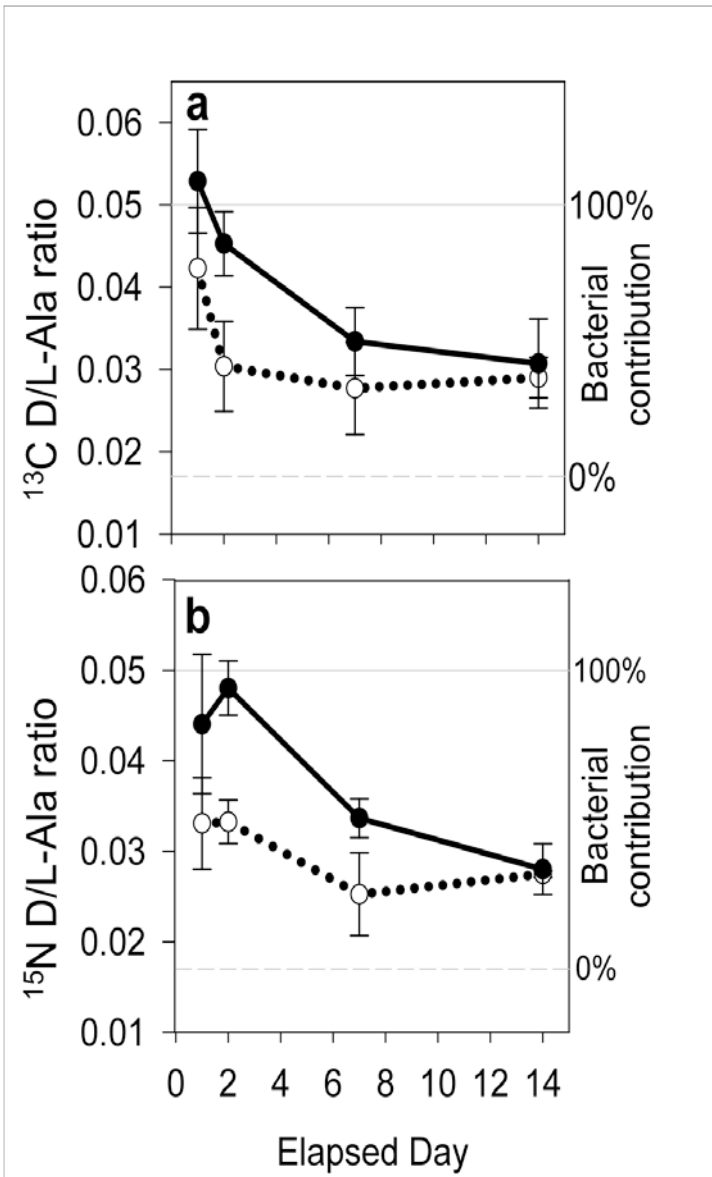 a
0.06
0.05
0.04
0.03
0.02
0.01
¹³C D/L-Ala ratio
100%
0%
Bacterial
contribution
b
0.06
0.05
0.04
0.03
0.02
0.01
¹⁵N D/L-Ala ratio
100%
0%
Bacterial
contribution
0 2 4 6 8 10 12 14
Elapsed Day